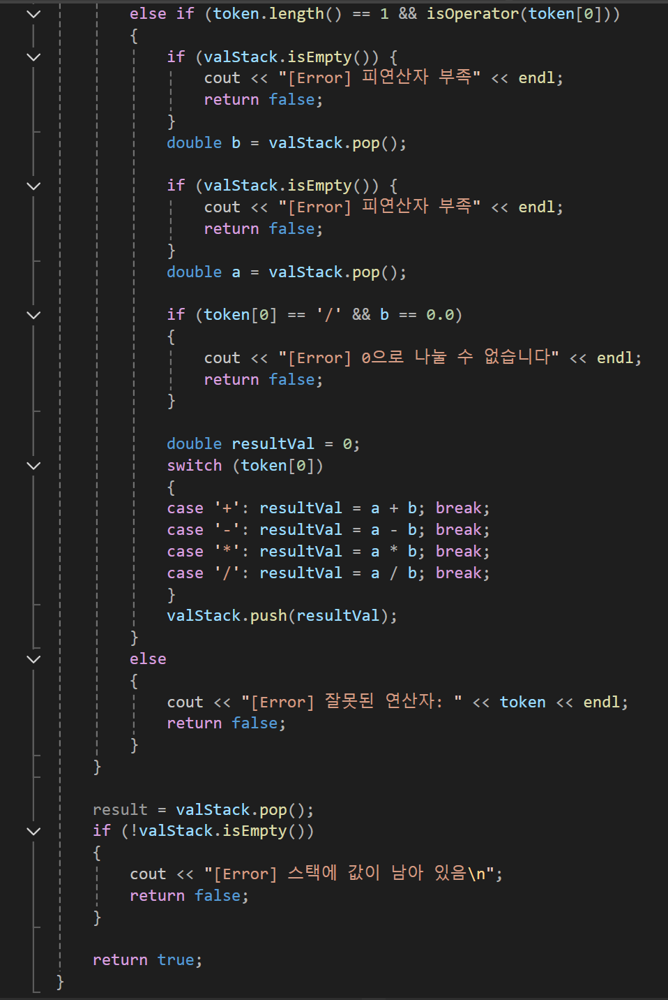 else if (token.length() == 1 && isOperator(token[0]))
{
if (valStack.isEmpty()) {
cout << "[Error] 피연산자 부족" << endl;
return false;
}
double b = valStack.pop();
if (valStack.isEmpty()) {
cout << "[Error] 피연산자 부족" << endl;
return false;
}
double a = valStack.pop();
if (token[0] == '/' && b == 0.0)
{
cout << "[Error] 0으로 나눌 수 없습니다" << endl;
return false;
}
double resultVal = 0;
switch (token[0])
{
case '+': resultVal = a + b; break;
case '-': resultVal = a - b; break;
case '*': resultVal = a * b; break;
case '/': resultVal = a / b; break;
}
valStack.push(resultVal);
}
else
{
cout << "[Error] 잘못된 연산자: " << token << endl;
return false;
}
}
result = valStack.pop();
if (!valStack.isEmpty())
{
cout << "[Error] 스택에 값이 남아 있음\n";
return false;
}
return true;
}